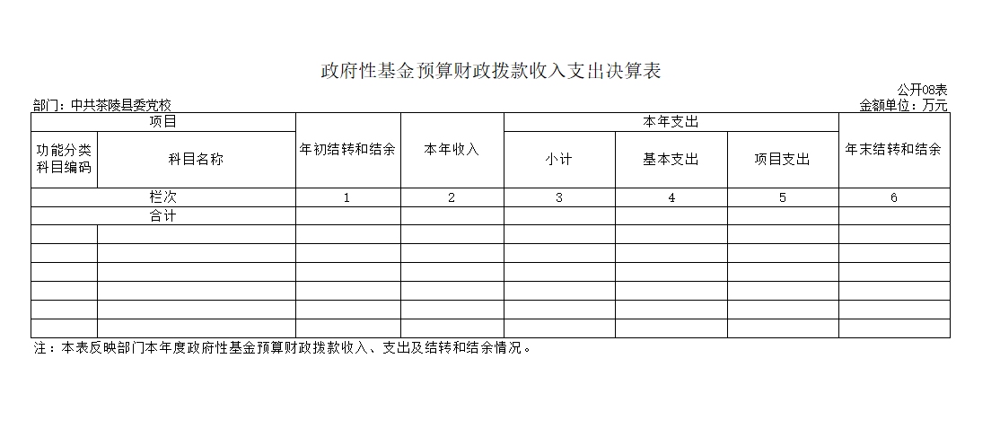 政府性基金预算财政拨款收入支出决算表
公开08表
部门：中共茶陵县委党校 金额单位：万元
项目 年初结转和结余 本年收入 本年支出 年末结转和结余
功能分类科目编码 科目名称 小计 基本支出 项目支出
栏次 1 2 3 4 5 6
合计
注：本表反映部门本年度政府性基金预算财政拨款收入、支出及结转和结余情况。